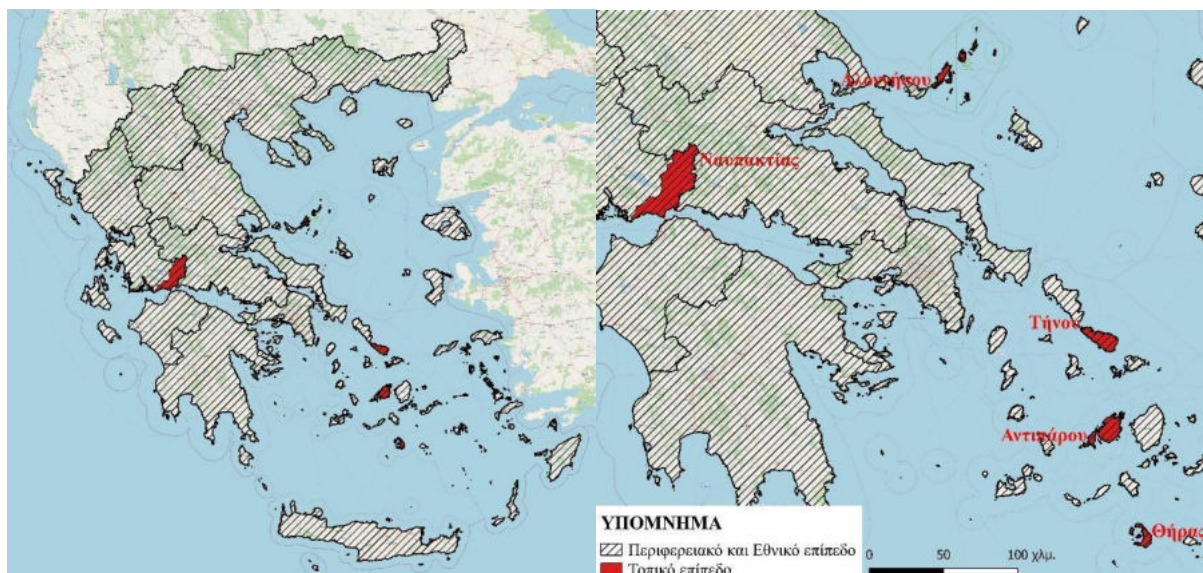 Αλοννήσου
Ναυπακτίας
Τήνου
Αντιπάρου
Θήρας
ΥΠΟΜΝΗΜΑ
Περιφερειακό και Εθνικό επίπεδο
Τοπικό επίπεδο
0 50 100 χλμ.